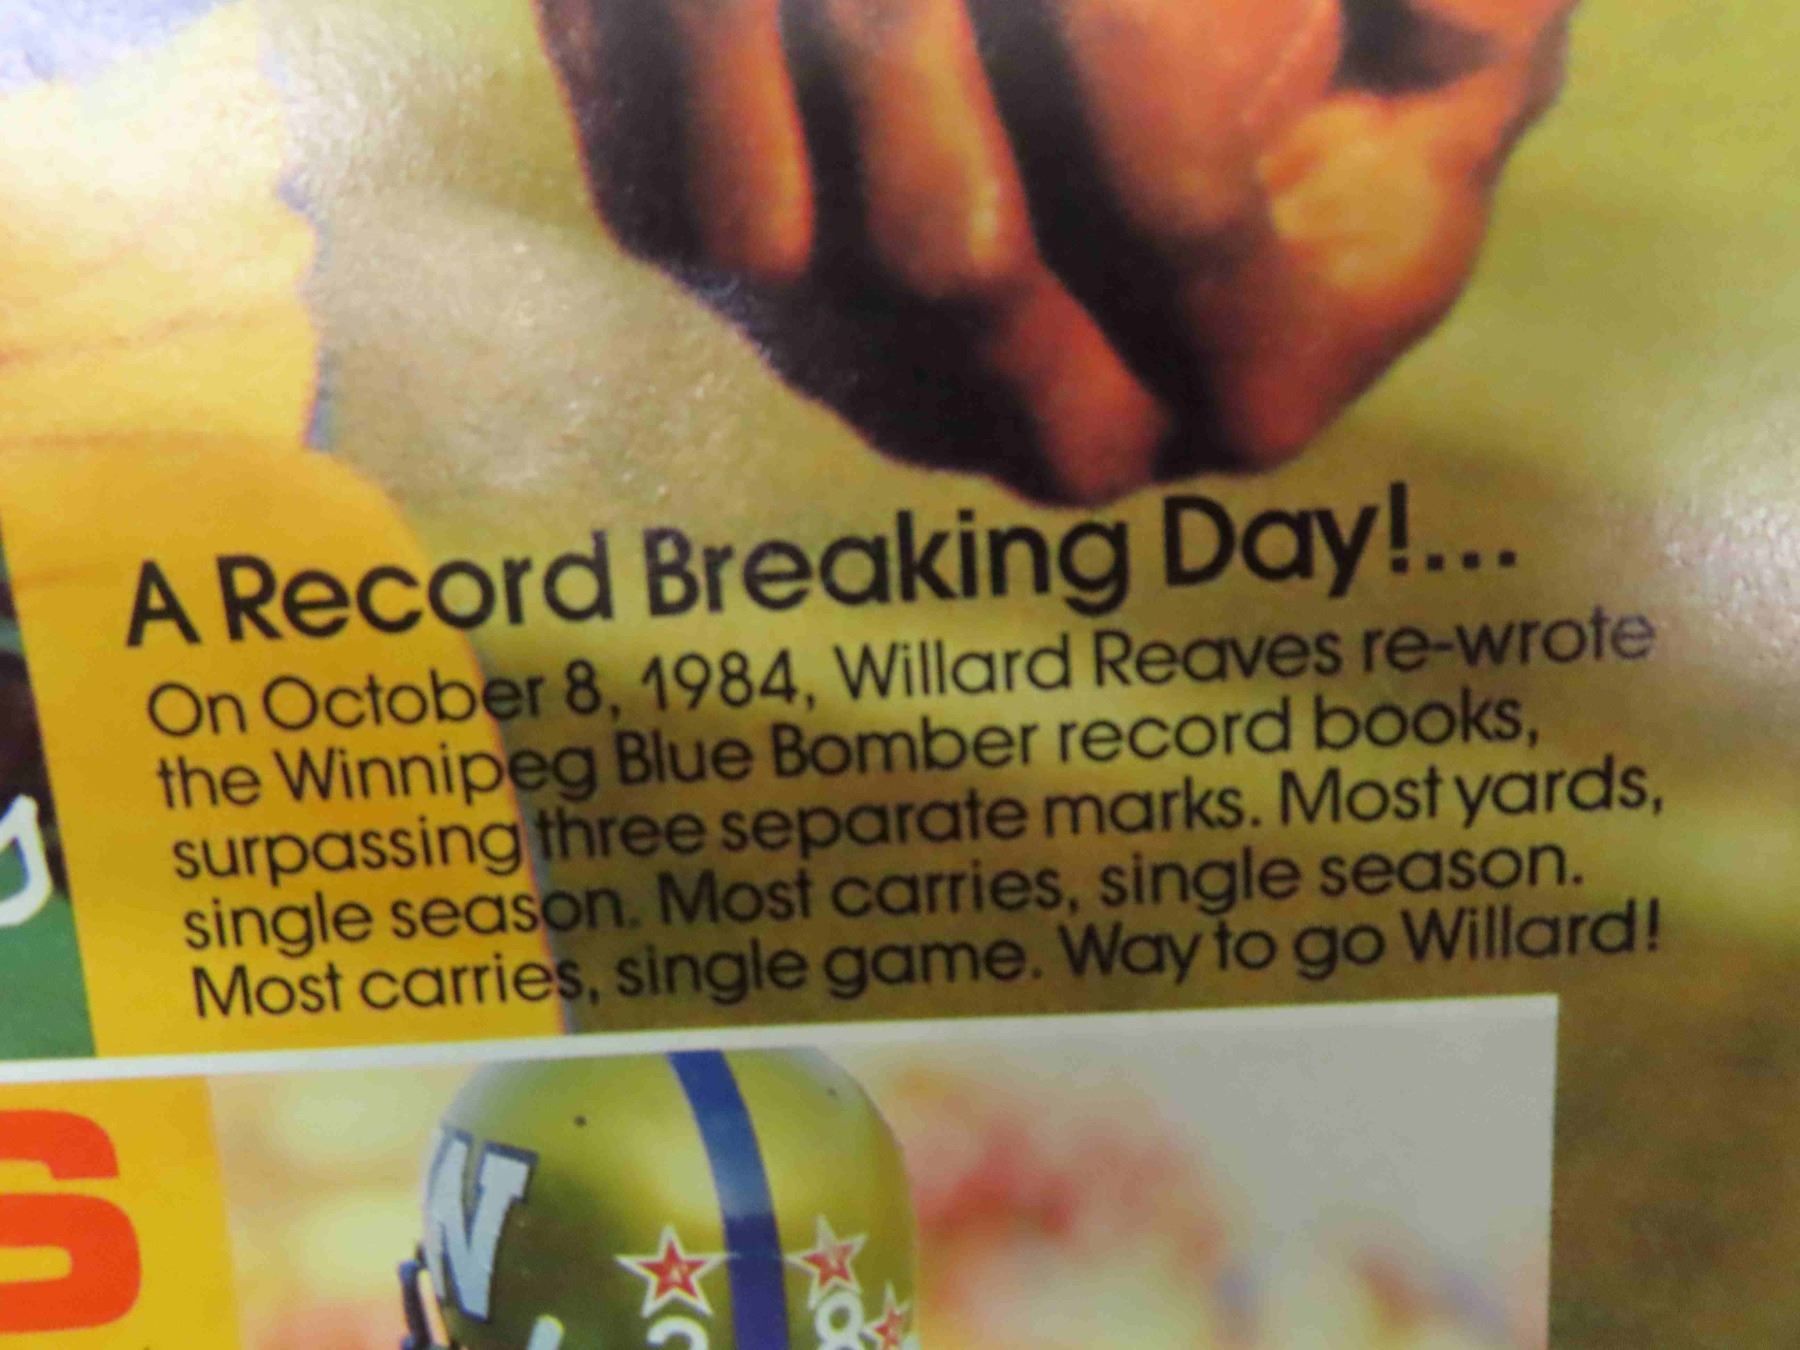 A Record Breaking Day!...
On October 8, 1984, Willard Reaves re-wrote
the Winnipeg Blue Bomber record books,
surpassing three separate marks. Most yards,
single season. Most carries, single season.
Most carries, single game. Way to go Willard!
S
W
8